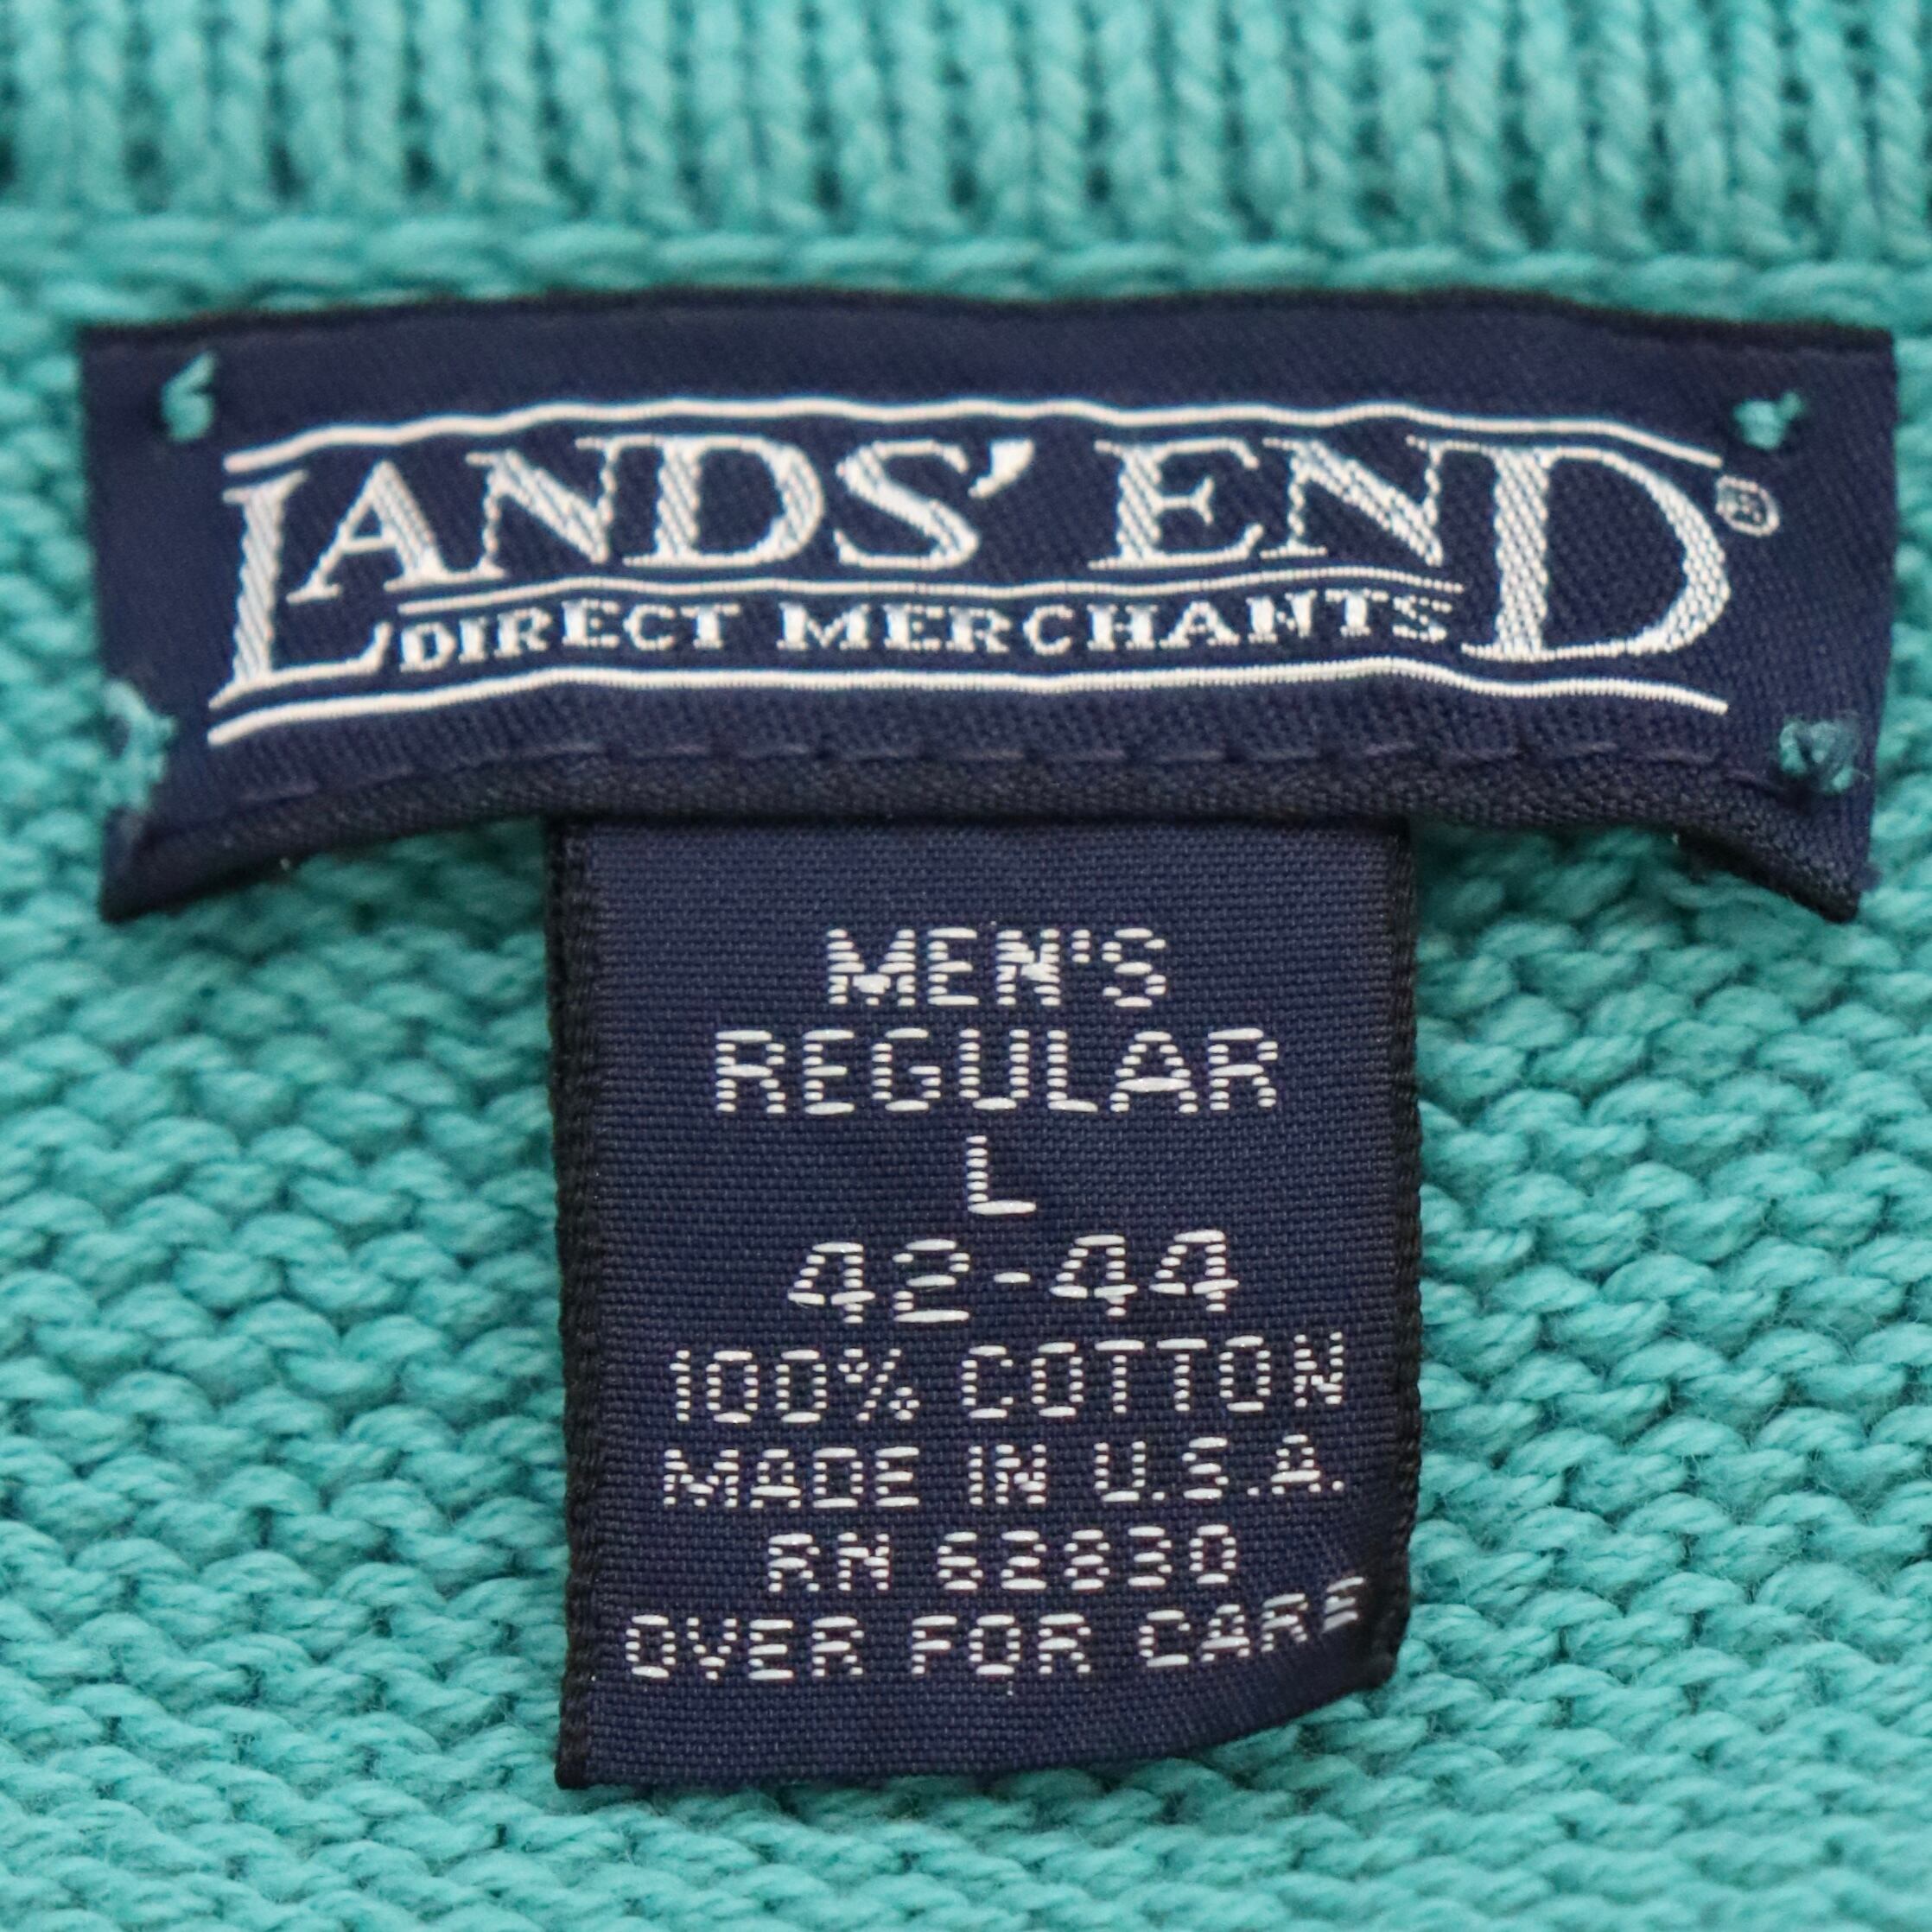 LANDS' END®
DIRECT MERCHANTS
MEN'S
REGULAR
L
42-44
100% COTTON
MADE IN U.S.A.
RN 62830
OVER FOR CARE